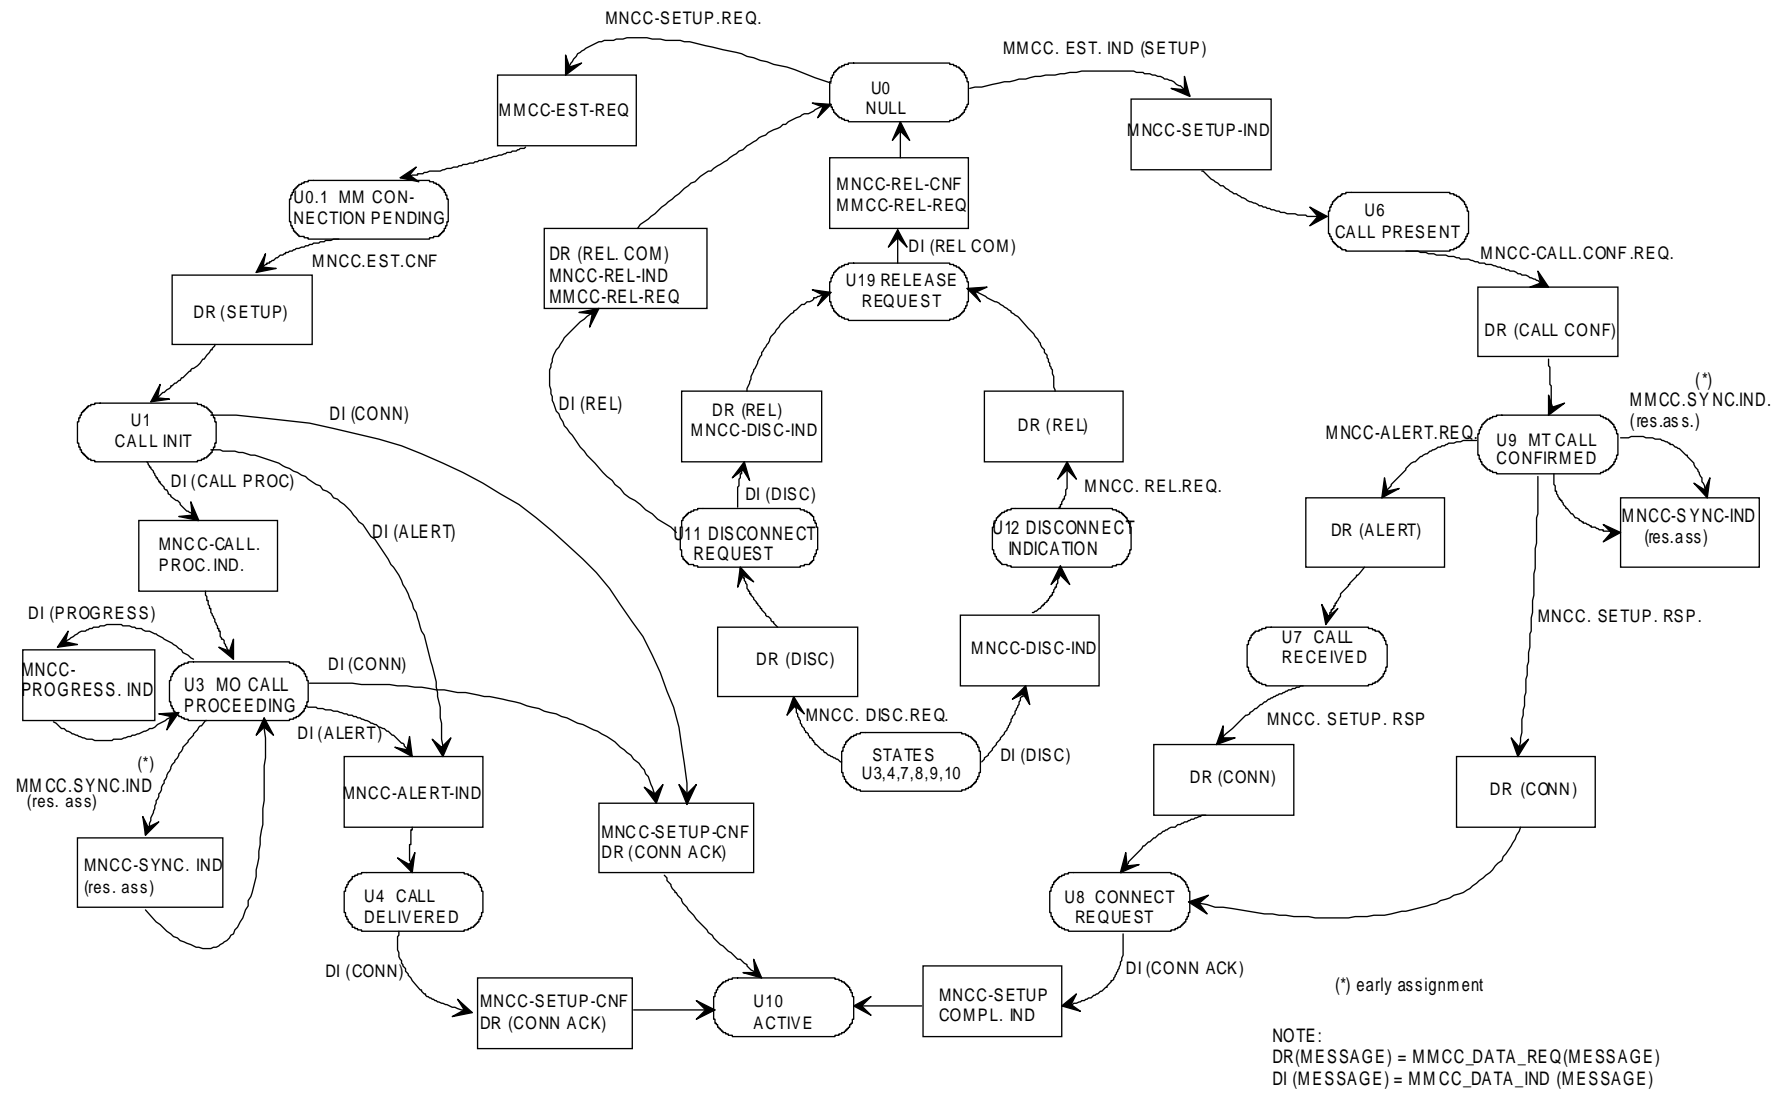 MNCC-SETUP.REQ.
MMCC. EST. IND (SETUP)
U0
NULL
MMCC-EST-REQ
MNCC-SETUP-IND
MNCC-REL-CNF
MMCC-REL-REQ
U0.1 MM CON-
NECTION PENDING
U6
CALL PRESENT
MNCC.EST.CNF
DR (REL. COM)
MNCC-REL-IND
MMCC-REL-REQ
DI (REL COM)
MNCC-CALL.CONF.REQ.
U19 RELEASE
REQUEST
DR (SETUP)
DR (CALL CONF)
(*)
MMCC.SYNC.IND.
(res.ass.)
U1
CALL INIT
DI (CONN)
DI (REL)
DR (REL)
MNCC-DISC-IND
DR (REL)
MNCC-ALERT.REQ.
U9 MT CALL
CONFIRMED
DI (CALL PROC)
DI (DISC)
MNCC. REL.REQ.
MNCC-SYNC-IND
(res.ass)
DI (ALERT)
U11 DISCONNECT
REQUEST
U12 DISCONNECT
INDICATION
DR (ALERT)
MNCC-CALL.
PROC.IND.
DI (PROGRESS)
MNCC. SETUP. RSP.
MNCC-
PROGRESS. IND
U3 MO CALL
PROCEEDING
DI (CONN)
DR (DISC)
MNCC-DISC-IND
U7 CALL
RECEIVED
DI (ALERT)
MNCC. DISC.REQ.
MNCC. SETUP. RSP
STATES
U3,4,7,8,9,10
DI (DISC)
(*)
MMCC.SYNC.IND
(res. ass)
MNCC-ALERT-IND
DR (CONN)
DR (CONN)
MNCC-SETUP-CNF
DR (CONN ACK)
MNCC-SYNC. IND
(res. ass)
U4 CALL
DELIVERED
U8 CONNECT
REQUEST
DI (CONN)
DI (CONN ACK)
MNCC-SETUP-CNF
DR (CONN ACK)
U10
ACTIVE
MNCC-SETUP
COMPL. IND
(*) early assignment
NOTE:
DR(MESSAGE) = MMCC_DATA_REQ(MESSAGE)
DI (MESSAGE) = MMCC_DATA_IND (MESSAGE)